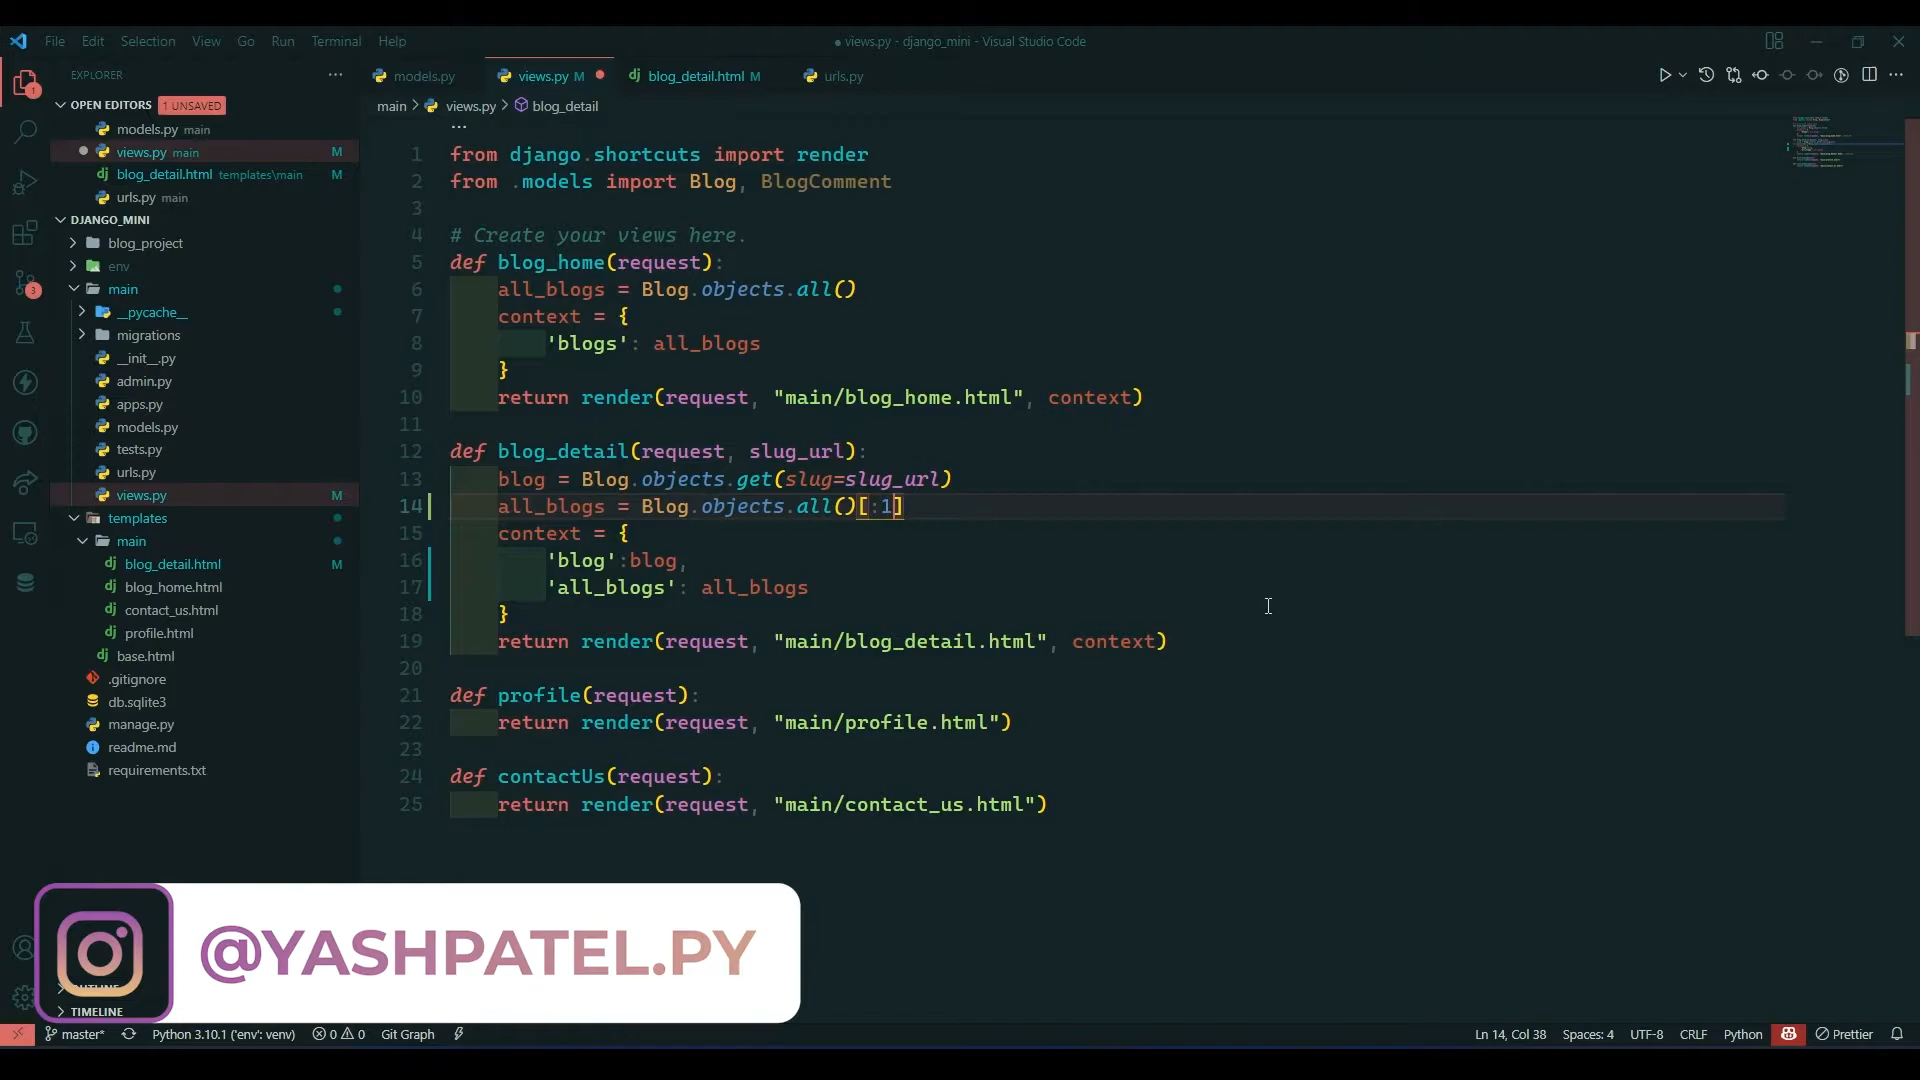 File Edit Selection View Go Run Terminal Help
● views.py - django_mini - Visual Studio Code
EXPLORER
models.py
views.py M
blog_detail.html M
urls.py
main > views.py > blog_detail
OPEN EDITORS 1 UNSAVED
models.py main
views.py main M
blog_detail.html templates\main M
urls.py main
DJANGO_MINI
blog_project
env
main
__pycache__
migrations
__init__.py
admin.py
apps.py
models.py
tests.py
urls.py
views.py M
templates
main
blog_detail.html M
blog_home.html
contact_us.html
profile.html
base.html
.gitignore
db.sqlite3
manage.py
readme.md
requirements.txt
TIMELINE
1
3
...
1 from django.shortcuts import render
2 from .models import Blog, BlogComment
3
4 # Create your views here.
5 def blog_home(request):
6 all_blogs = Blog.objects.all()
7 context = {
8 'blogs': all_blogs
9 }
10 return render(request, "main/blog_home.html", context)
11
12 def blog_detail(request, slug_url):
13 blog = Blog.objects.get(slug=slug_url)
14 all_blogs = Blog.objects.all()[:1]
15 context = {
16 'blog':blog,
17 'all_blogs': all_blogs
18 }
19 return render(request, "main/blog_detail.html", context)
20
21 def profile(request):
22 return render(request, "main/profile.html")
23
24 def contactUs(request):
25 return render(request, "main/contact_us.html")
@YASHPATEL.PY
master* Python 3.10.1 ('env': venv) 0 0 Git Graph
Ln 14, Col 38 Spaces: 4 UTF-8 CRLF Python Prettier